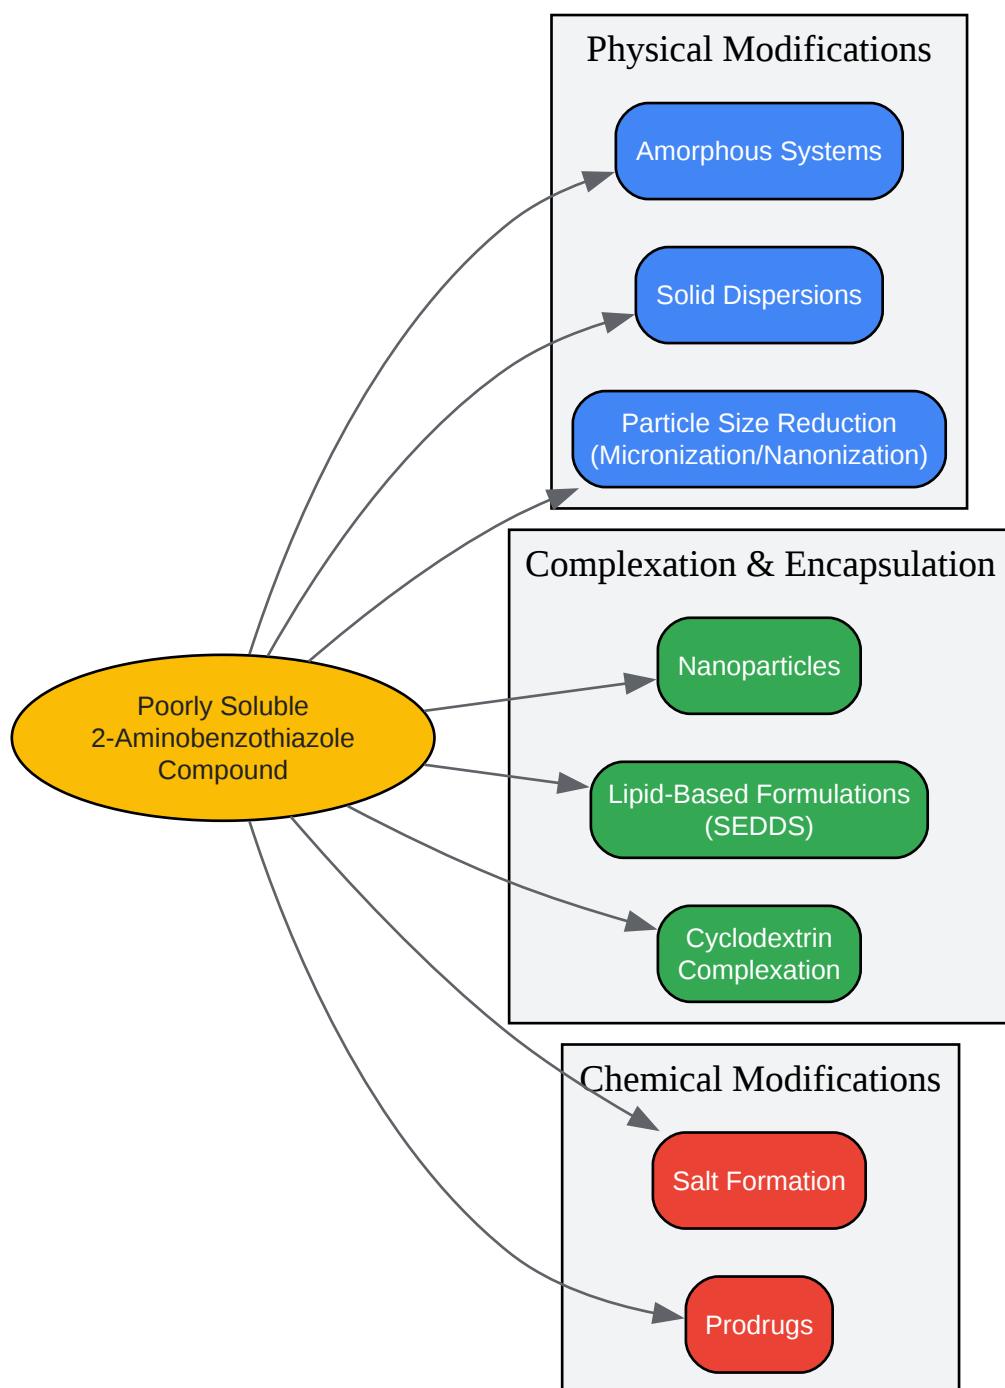 Physical Modifications
Amorphous Systems
Solid Dispersions
Particle Size Reduction
(Micronization/Nanonization)
Complexation & Encapsulation
Nanoparticles
Lipid-Based Formulations
(SEDDS)
Cyclodextrin
Complexation
Poorly Soluble
2-Aminobenzothiazole
Compound
Chemical Modifications
Salt Formation
Prodrugs